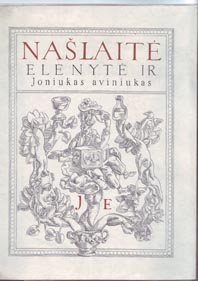 NAŠLAITĖ
ELENYTĖ IR
Joniukas aviniukas
J E